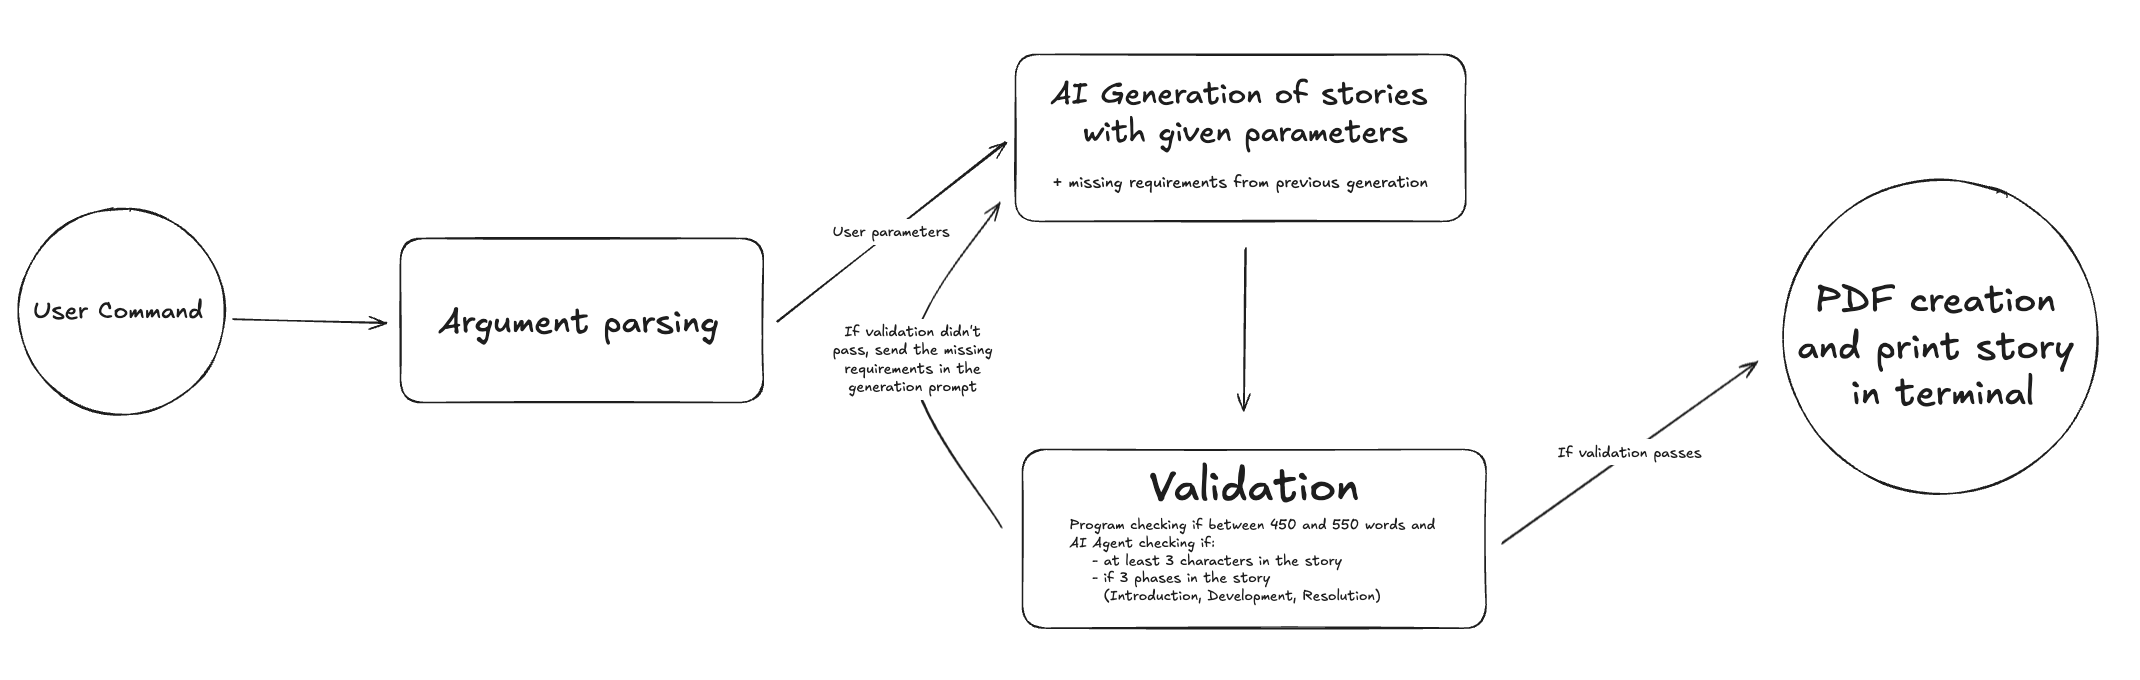 User Command
Argument parsing
User parameters
If validation didn't
pass, send the missing
requirements in the
generation prompt
AI Generation of stories
with given parameters
+ missing requirements from previous generation
Validation
Program checking if between 450 and 550 words and
AI Agent checking if:
- at least 3 characters in the story
- if 3 phases in the story
(Introduction, Development, Resolution)
If validation passes
PDF creation
and print story
in terminal